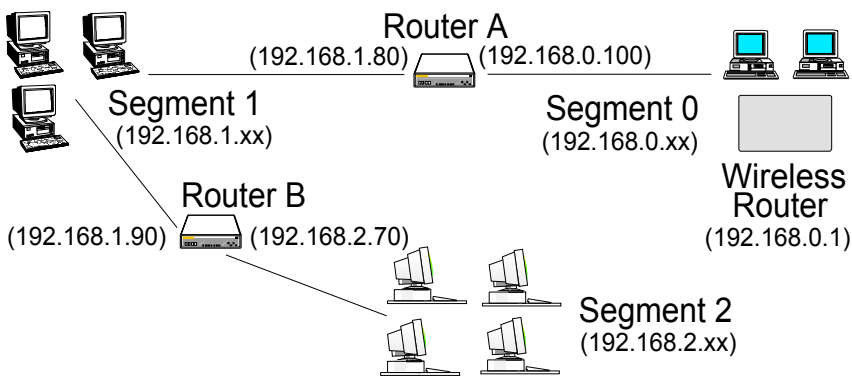 Router A
(192.168.1.80)
(192.168.0.100)
Segment 1
(192.168.1.xx)
Segment 0
(192.168.0.xx)
Wireless
Router
(192.168.0.1)
Router B
(192.168.1.90)
(192.168.2.70)
Segment 2
(192.168.2.xx)